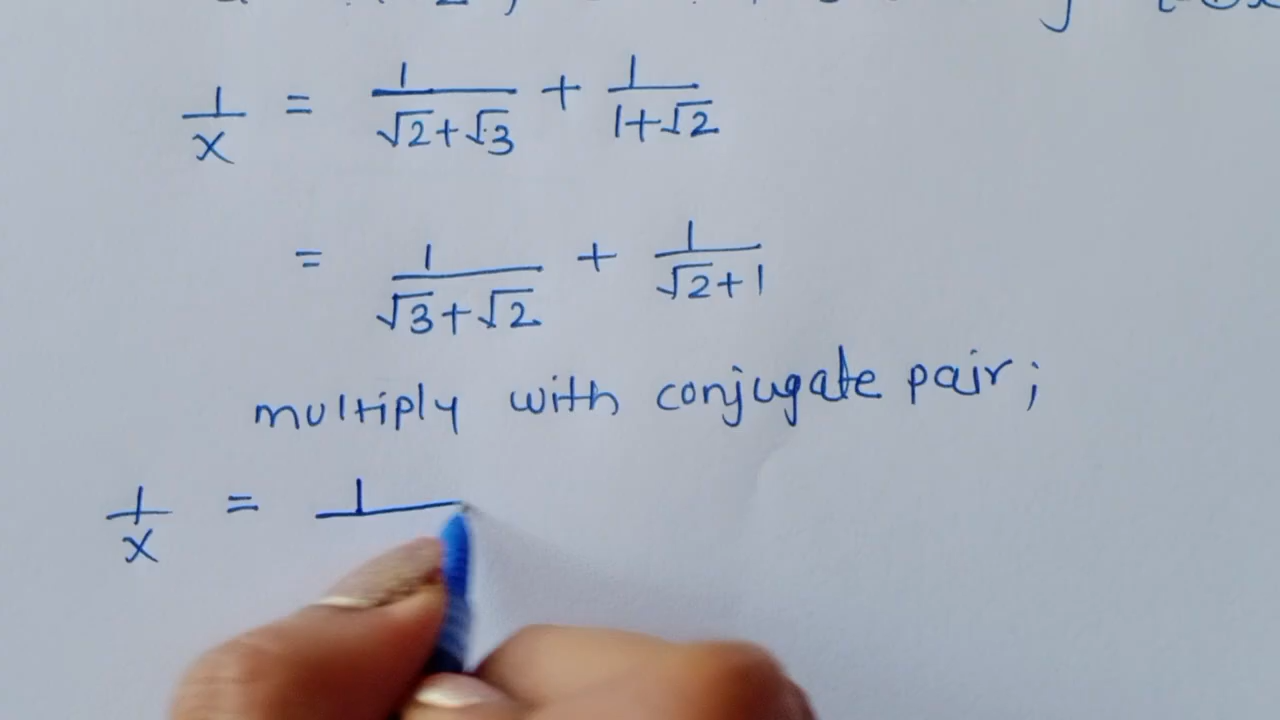 1/x = 1/(√2+√3) + 1/(1+√2)
= 1/(√3+√2) + 1/(√2+1)
multiply with conjugate pair;
1/x = 1